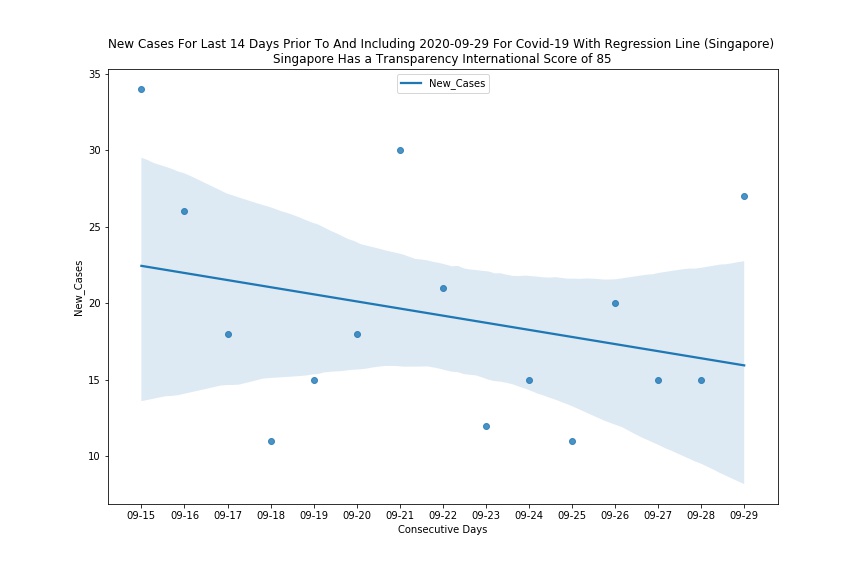 New Cases For Last 14 Days Prior To And Including 2020-09-29 For Covid-19 With Regression Line (Singapore)
Singapore Has a Transparency International Score of 85
New_Cases
35
30
25
20
15
10
New_Cases
09-15 09-16 09-17 09-18 09-19 09-20 09-21 09-22 09-23 09-24 09-25 09-26 09-27 09-28 09-29
Consecutive Days